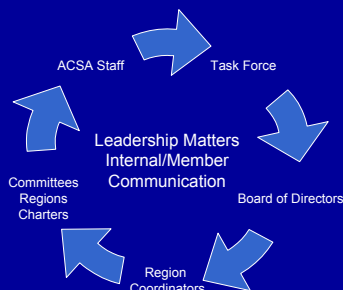 ACSA Staff
Task Force
Leadership Matters
Internal/Member
Communication
Committees
Regions
Charters
Board of Directors
Region
Coordinators